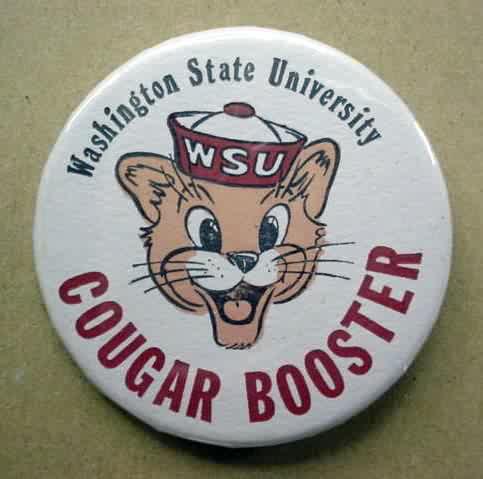 Washington State University
WSU
COUGAR BOOSTER